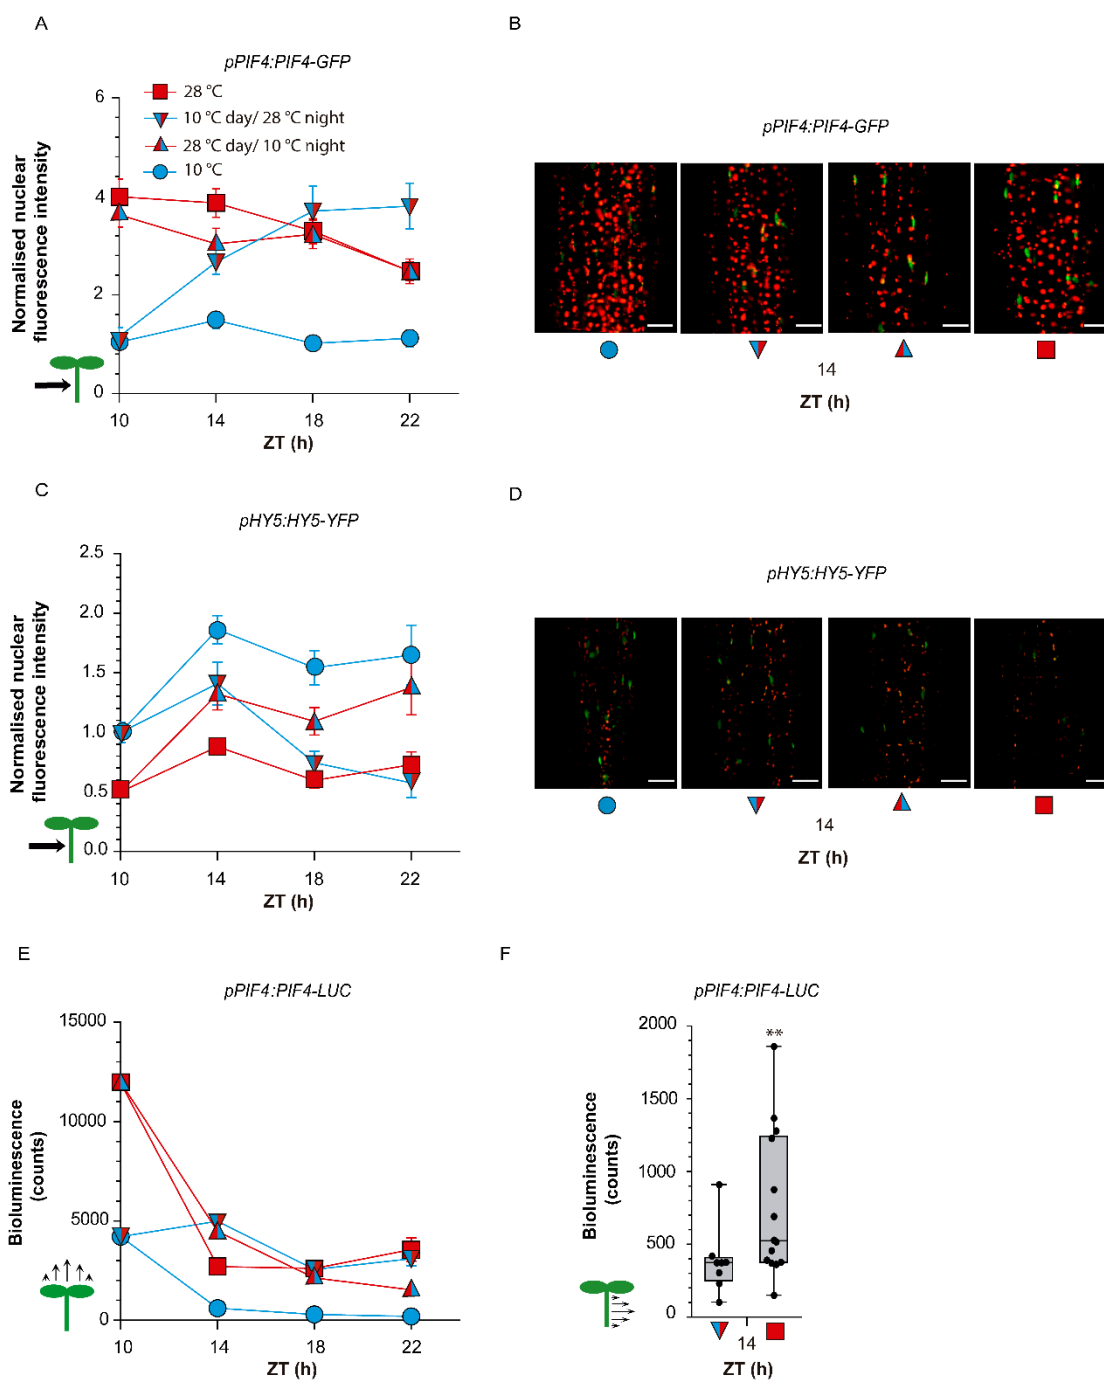 A
pPIF4:PIF4-GFP
28 °C
10 °C day/ 28 °C night
28 °C day/ 10 °C night
10 °C
Normalised nuclear
fluorescence intensity
6
4
2
0
10 14 18 22
ZT (h)
B
pPIF4:PIF4-GFP
14
ZT (h)
C
pHY5:HY5-YFP
Normalised nuclear
fluorescence intensity
2.5
2.0
1.5
1.0
0.5
0.0
10 14 18 22
ZT (h)
D
pHY5:HY5-YFP
14
ZT (h)
E
pPIF4:PIF4-LUC
Bioluminescence
(counts)
15000
10000
5000
0
10 14 18 22
ZT (h)
F
pPIF4:PIF4-LUC
Bioluminescence
(counts)
2000
1500
1000
500
0
**
14
ZT (h)